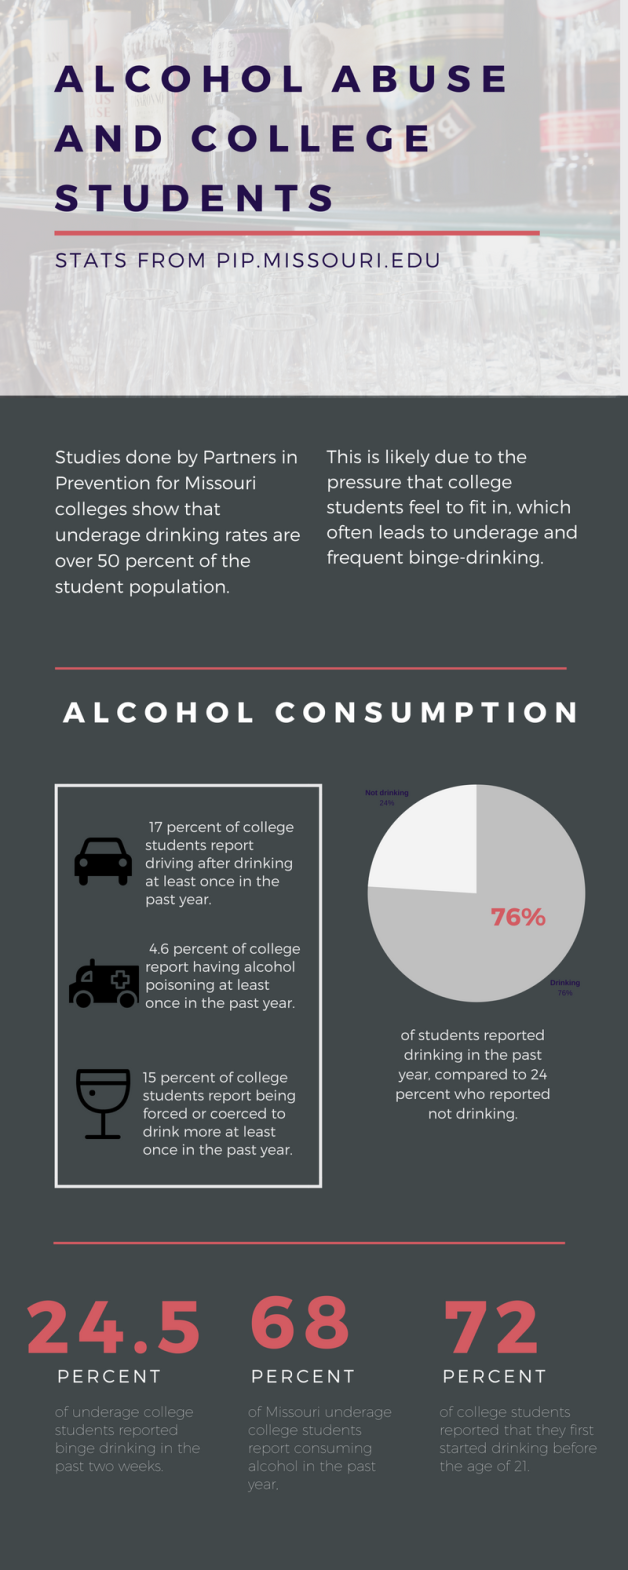 ALCOHOL ABUSE
AND COLLEGE
STUDENTS
STATS FROM PIP.MISSOURI.EDU
Studies done by Partners in
Prevention for Missouri
colleges show that
underage drinking rates are
over 50 percent of the
student population.
This is likely due to the
pressure that college
students feel to fit in, which
often leads to underage and
frequent binge-drinking.
ALCOHOL CONSUMPTION
17 percent of college
students report
driving after drinking
at least once in the
past year.
4.6 percent of college
report having alcohol
poisoning at least
once in the past year.
15 percent of college
students report being
forced or coerced to
drink more at least
once in the past year.
Not drinking
24%
76%
Drinking
76%
of students reported
drinking in the past
year, compared to 24
percent who reported
not drinking.
24.5
PERCENT
of underage college
students reported
binge drinking in the
past two weeks.
68
PERCENT
of Missouri underage
college students
report consuming
alcohol in the past
year.
72
PERCENT
of college students
reported that they first
started drinking before
the age of 21.